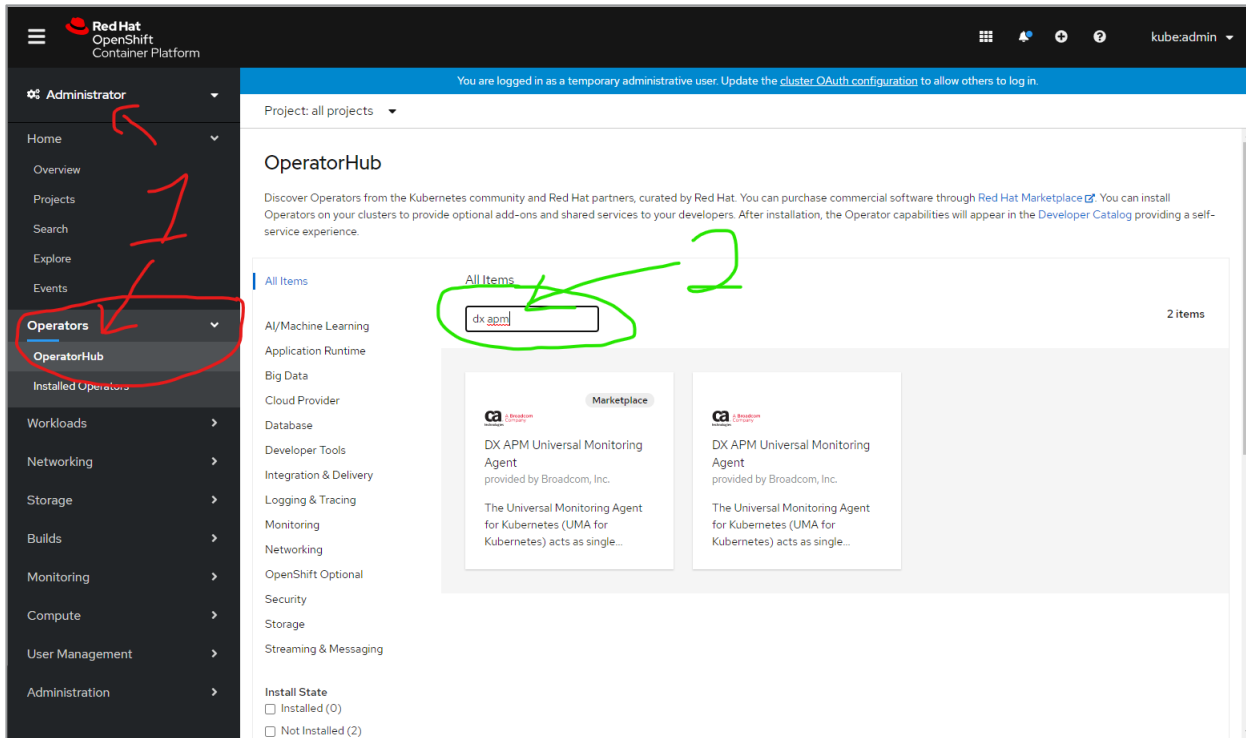 Red Hat
OpenShift
Container Platform
kube:admin
You are logged in as a temporary administrative user. Update the cluster OAuth configuration to allow others to log in.
Administrator
Home
Overview
Projects
Search
Explore
Events
Operators
OperatorHub
Installed Operators
Workloads
Networking
Storage
Builds
Monitoring
Compute
User Management
Administration
1
Project: all projects
OperatorHub
Discover Operators from the Kubernetes community and Red Hat partners, curated by Red Hat. You can purchase commercial software through Red Hat Marketplace. You can install
Operators on your clusters to provide optional add-ons and shared services to your developers. After installation, the Operator capabilities will appear in the Developer Catalog providing a self-
service experience.
2
All Items
AI/Machine Learning
Application Runtime
Big Data
Cloud Provider
Database
Developer Tools
Integration & Delivery
Logging & Tracing
Monitoring
Networking
OpenShift Optional
Security
Storage
Streaming & Messaging
Install State
Installed (0)
Not Installed (2)
All Items
dx apm
2 items
Marketplace
ca A Broadcom
technologies Company
DX APM Universal Monitoring
Agent
provided by Broadcom, Inc.
The Universal Monitoring Agent
for Kubernetes (UMA for
Kubernetes) acts as single...
ca A Broadcom
technologies Company
DX APM Universal Monitoring
Agent
provided by Broadcom, Inc.
The Universal Monitoring Agent
for Kubernetes (UMA for
Kubernetes) acts as single...